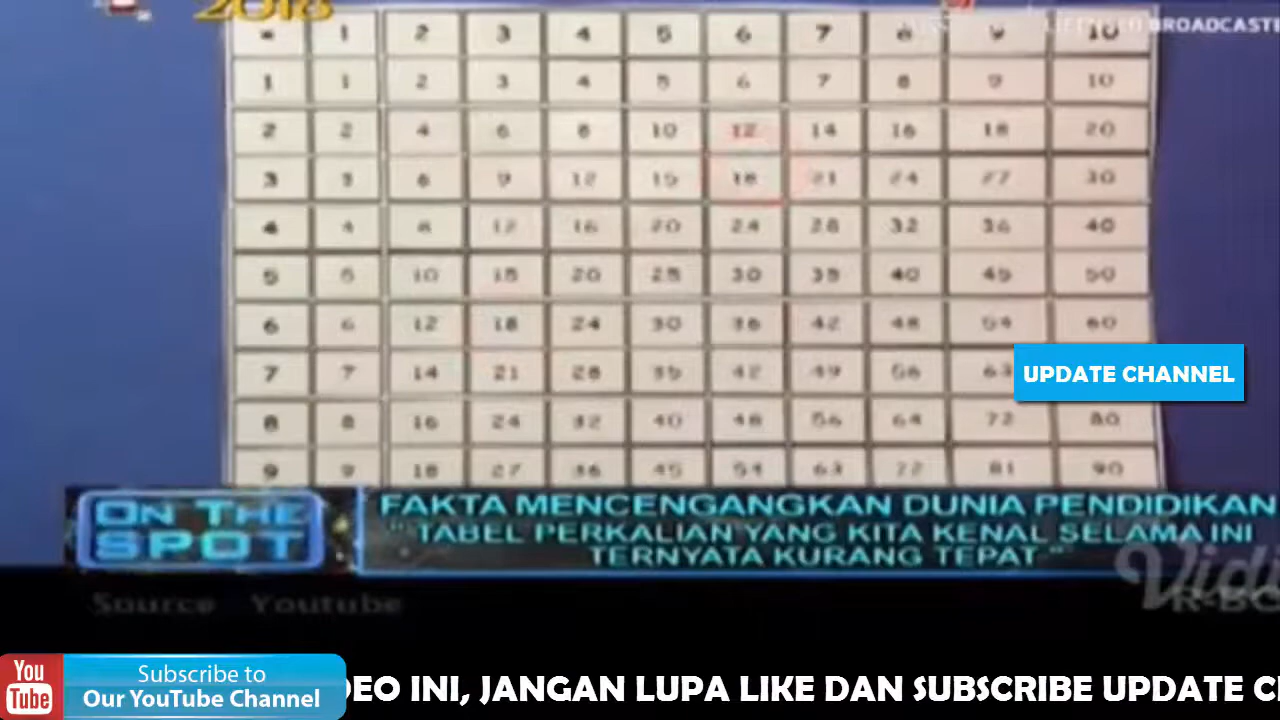 2018
LICENSED BROADCASTI
× 1 2 3 4 5 6 7 8 9 10
1 1 2 3 4 5 6 7 8 9 10
2 2 4 6 8 10 12 14 16 18 20
3 3 6 9 12 15 18 21 24 27 30
4 4 8 12 16 20 24 28 32 36 40
5 5 10 15 20 25 30 35 40 45 50
6 6 12 18 24 30 36 42 48 54 60
7 7 14 21 28 35 42 49 56 63
UPDATE CHANNEL
8 8 16 24 32 40 48 56 64 72 80
9 9 18 27 36 45 54 63 72 81 90
ON THE
SPOT
FAKTA MENCENGANGKAN DUNIA PENDIDIKAN
"TABEL PERKALIAN YANG KITA KENAL SELAMA INI
TERNYATA KURANG TEPAT"
Vidi
R-BO
Source Youtube
You
Tube
Subscribe to
Our YouTube Channel
DEO INI, JANGAN LUPA LIKE DAN SUBSCRIBE UPDATE C